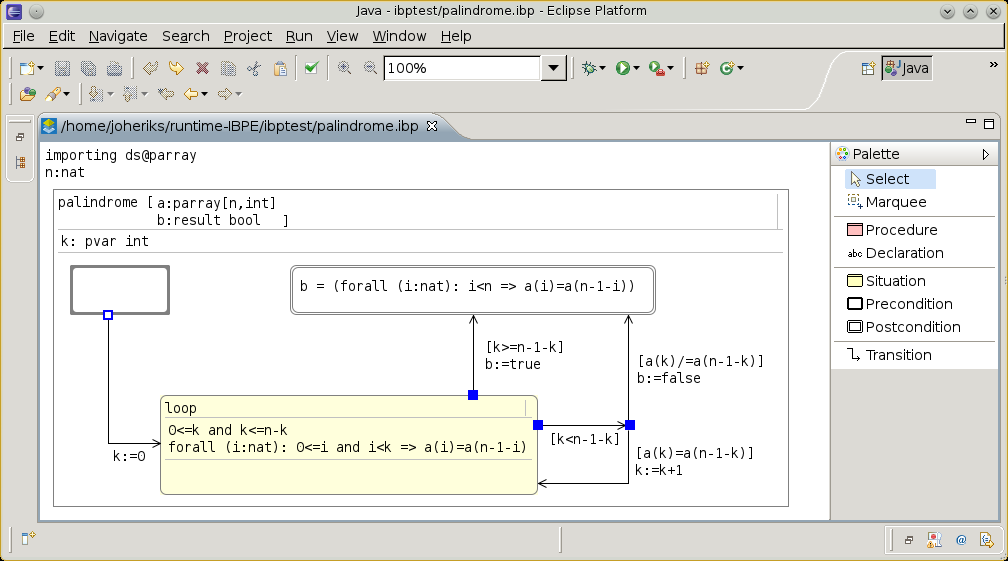 Java - ibptest/palindrome.ibp - Eclipse Platform
File Edit Navigate Search Project Run View Window Help
100%
Java
»
/home/joheriks/runtime-IBPE/ibptest/palindrome.ibp
importing ds@parray
n:nat
palindrome [ a:parray[n,int]
b:result bool ]
k: pvar int
b = (forall (i:nat): i<n => a(i)=a(n-1-i))
[k>=n-1-k]
b:=true
[a(k)/=a(n-1-k)]
b:=false
loop
0<=k and k<=n-k
forall (i:nat): 0<=i and i<k => a(i)=a(n-1-i)
k:=0
[k<n-1-k]
[a(k)=a(n-1-k)]
k:=k+1
Palette
Select
Marquee
Procedure
abc Declaration
Situation
Precondition
Postcondition
Transition
@